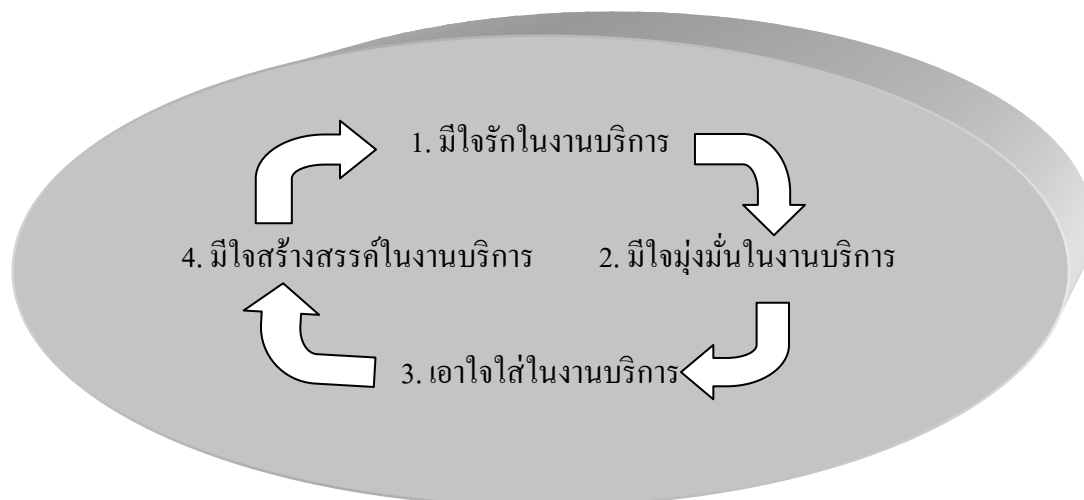 1. มีใจรักในงานบริการ
2. มีใจมุ่งมั่นในงานบริการ
3. เอาใจใส่ในงานบริการ
4. มีใจสร้างสรรค์ในงานบริการ